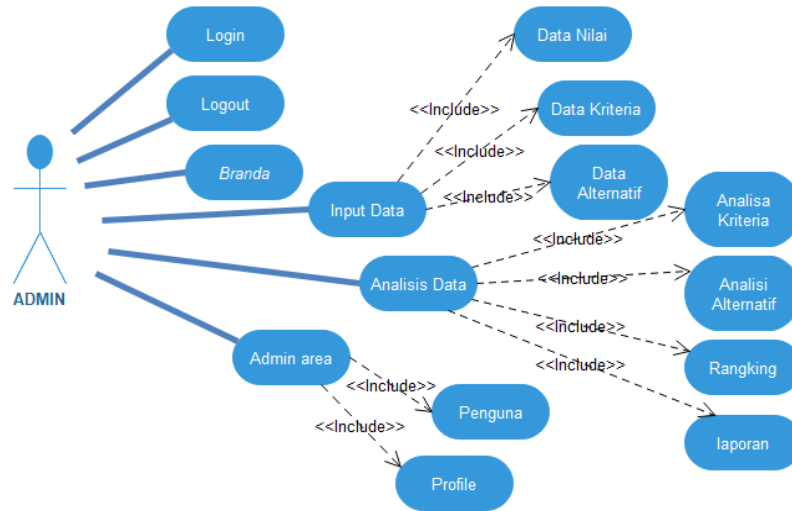 Login
Data Nilai
Logout
<<Include>>
Data Kriteria
<<Include>>
Branda
Data
Alternatif
<<Include>>
Input Data
Analisa
Kriteria
<<Include>>
Analisis Data
<<Include>>
Analisi
Alternatif
ADMIN
<<Include>>
Admin area
<<Include>>
Rangking
<<Include>>
Penguna
<<Include>>
laporan
Profile